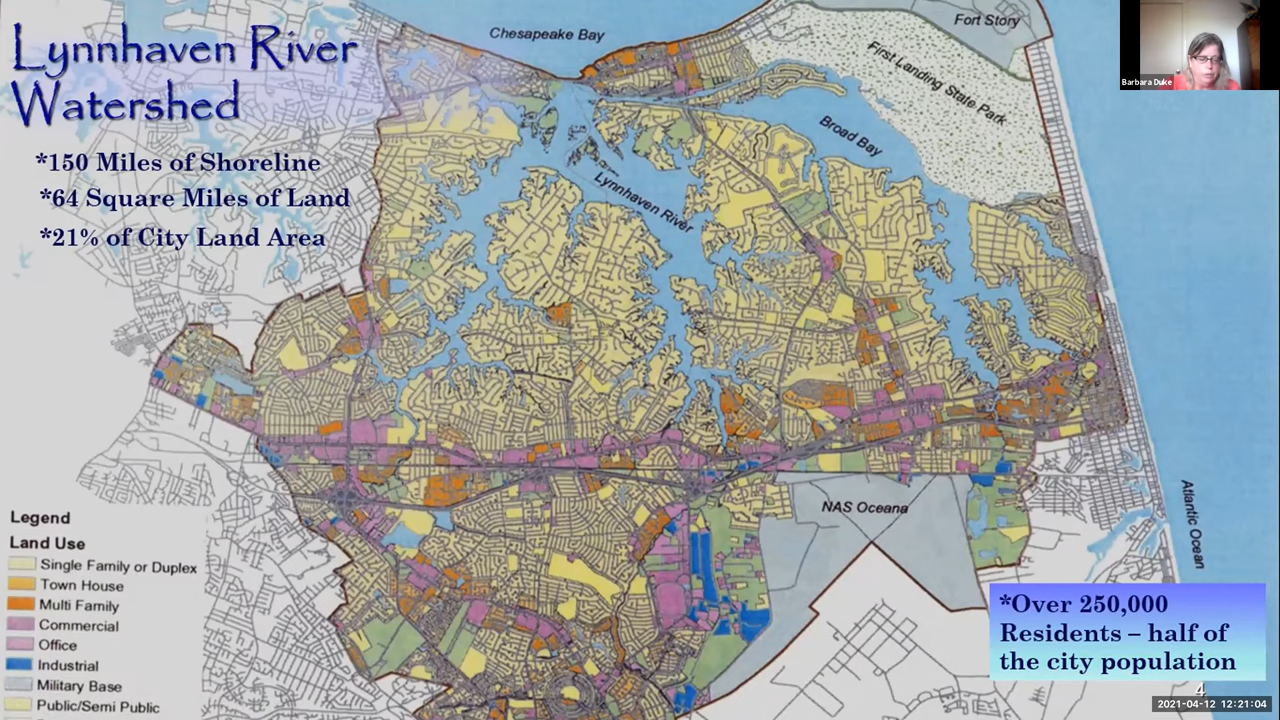 Lynnhaven River
Watershed
*150 Miles of Shoreline
*64 Square Miles of Land
*21% of City Land Area
Chesapeake Bay
Fort Story
First Landing State Park
Broad Bay
Lynnhaven River
NAS Oceana
Atlantic Ocean
Barbara Duke
Legend
Land Use
Single Family or Duplex
Town House
Multi Family
Commercial
Office
Industrial
Military Base
Public/Semi Public
*Over 250,000
Residents – half of
the city population
4
2021-04-12 12:21:04